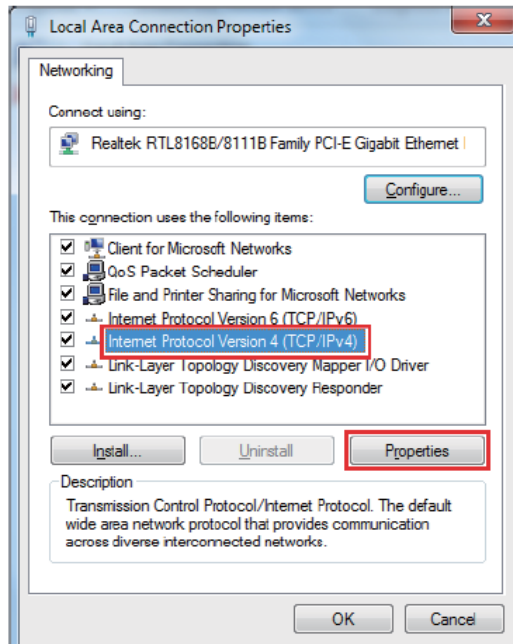 Local Area Connection Properties
Networking
Connect using:
Realtek RTL8168B/8111B Family PCI-E Gigabit Ethernet
Configure...
This connection uses the following items:
Client for Microsoft Networks
QoS Packet Scheduler
File and Printer Sharing for Microsoft Networks
Internet Protocol Version 6 (TCP/IPv6)
Internet Protocol Version 4 (TCP/IPv4)
Link-Layer Topology Discovery Mapper I/O Driver
Link-Layer Topology Discovery Responder
Install... Uninstall Properties
Description
Transmission Control Protocol/Internet Protocol. The default
wide area network protocol that provides communication
across diverse interconnected networks.
OK Cancel